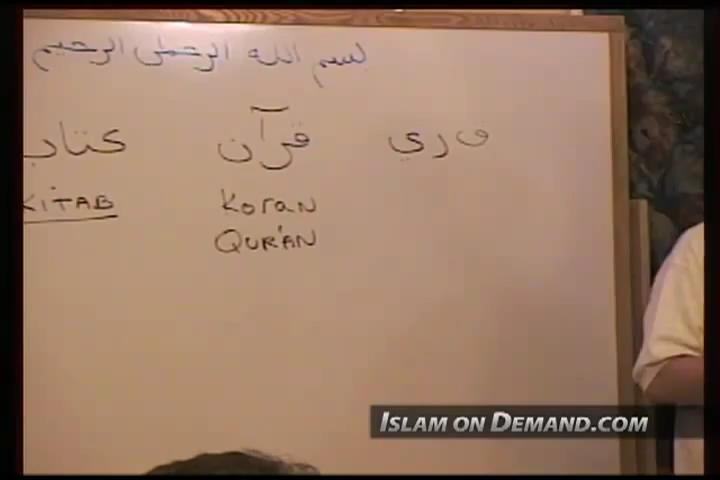 بسم الله الرحمن الرحيم
ق ر ي قرآن كتاب
KITAB Koran
QUR'AN
ISLAM ON DEMAND.COM